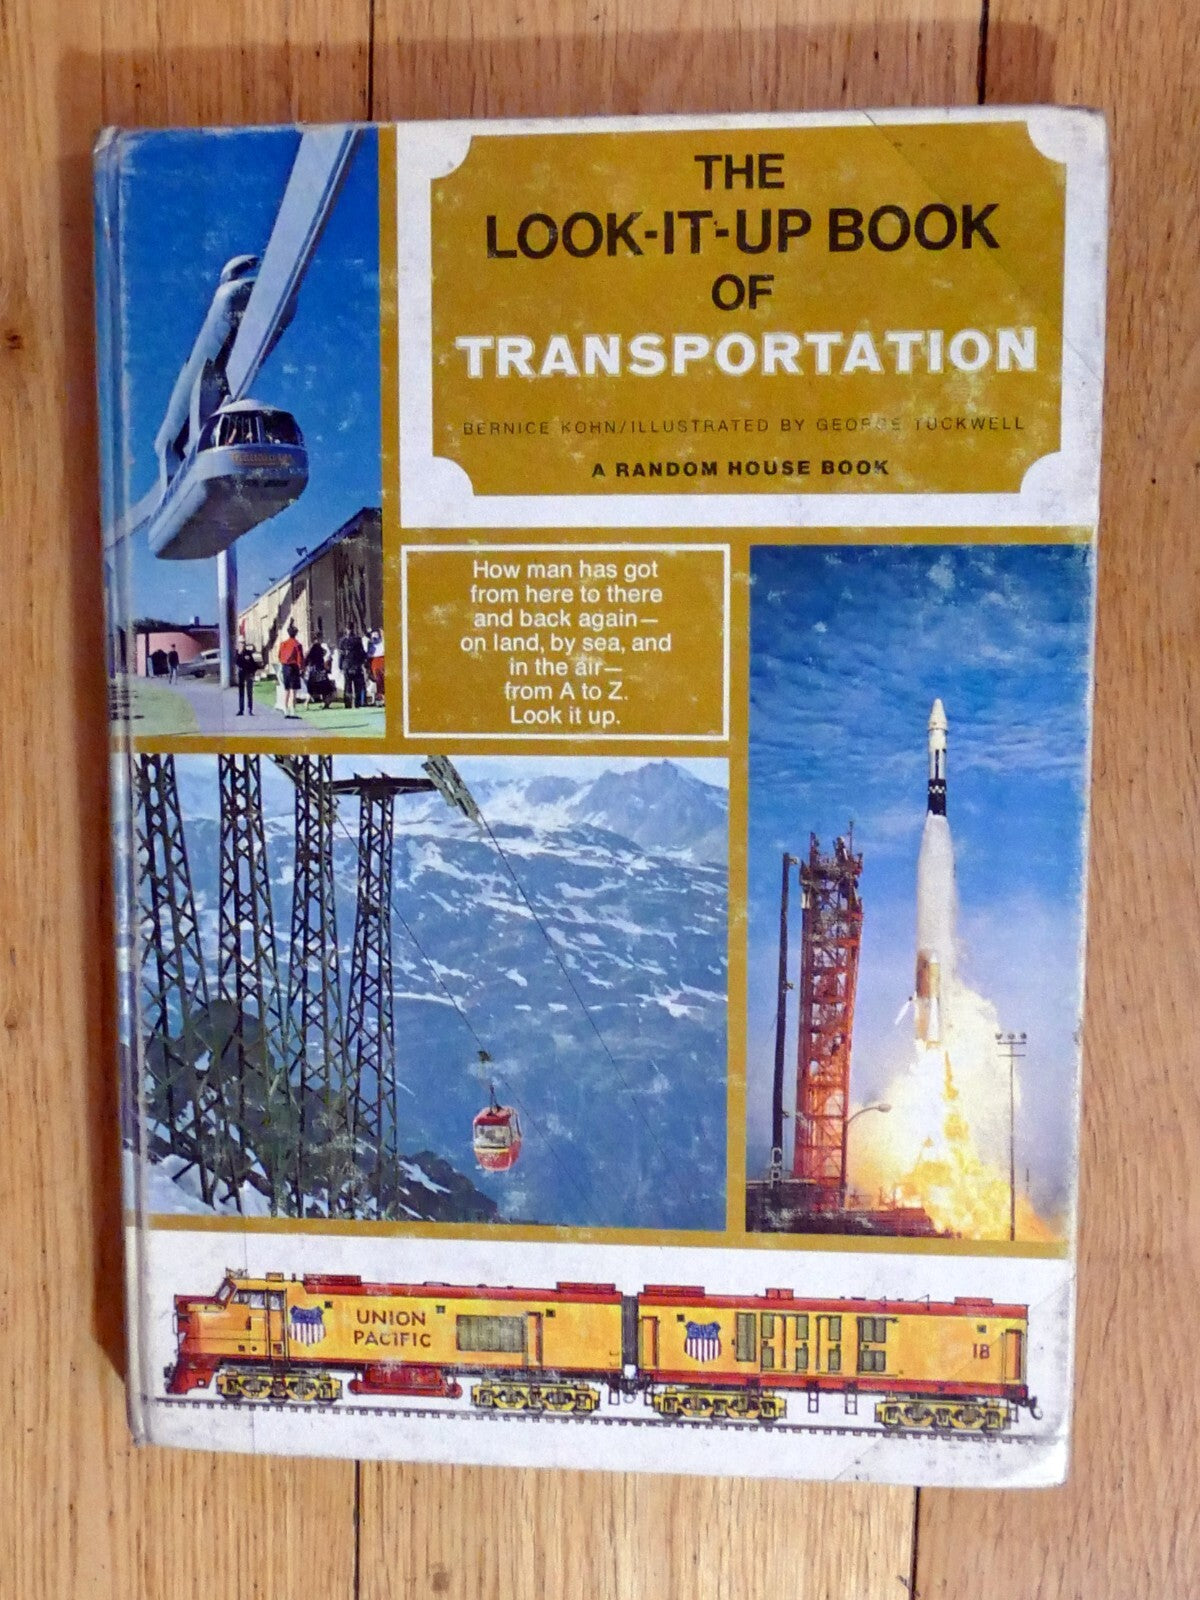 THE
LOOK-IT-UP BOOK
OF
TRANSPORTATION
BERNICE KOHN/ILLUSTRATED BY GEORGE TUCKWELL
A RANDOM HOUSE BOOK
How man has got
from here to there
and back again—
on land, by sea, and
in the air—
from A to Z.
Look it up.
UNION
PACIFIC
18